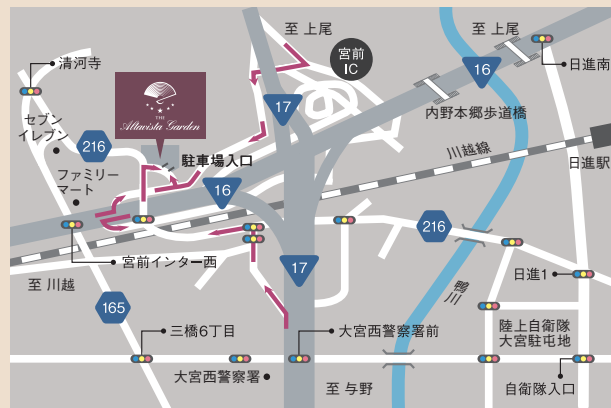 至 上尾
至 上尾
宮前
IC
16
日進南
清河寺
THE
Altavista Garden
17
内野本郷歩道橋
セブン
イレブン
216
駐車場入口
川越線
日進駅
ファミリー
マート
16
216
宮前インター西
17
日進1
至 川越
鴨川
165
三橋6丁目
大宮西警察署前
陸上自衛隊
大宮駐屯地
大宮西警察署
至 与野
自衛隊入口